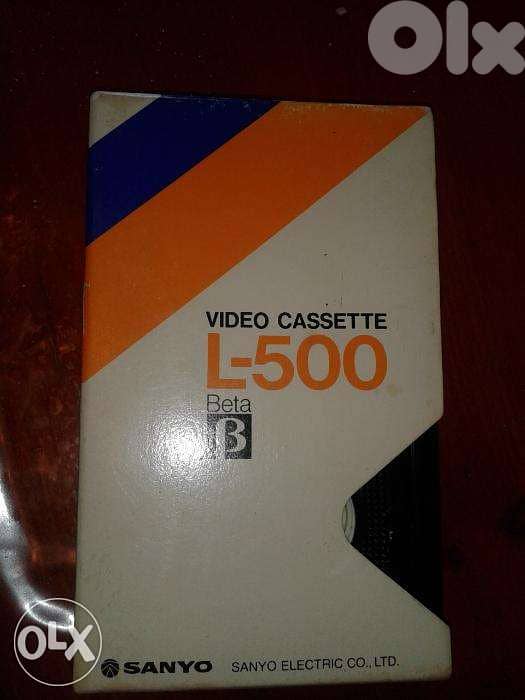 Olx
VIDEO CASSETTE
L-500
Beta
β
OLX
SANYO SANYO ELECTRIC CO., LTD.